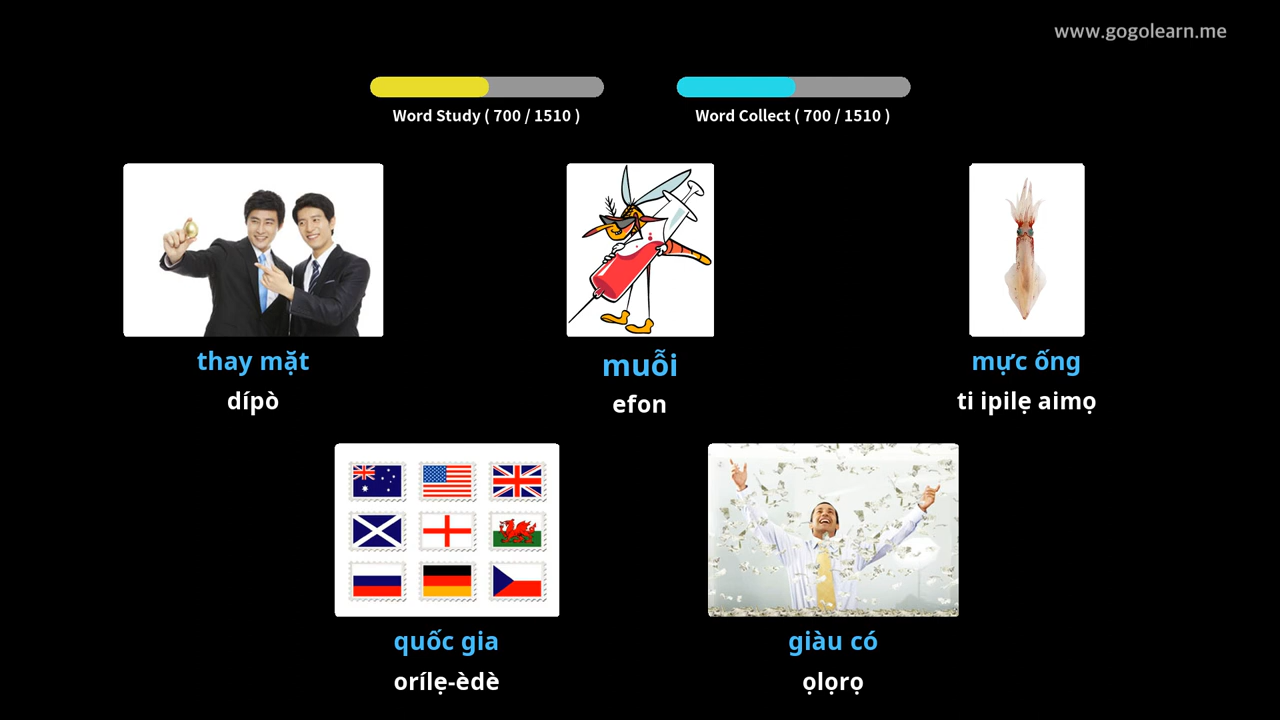 www.gogolearn.me
Word Study ( 700 / 1510 )
Word Collect ( 700 / 1510 )
thay mặt
dípò
muỗi
efon
mực ống
ti ipilẹ aimọ
quốc gia
orílẹ-èdè
giàu có
ọlọrọ